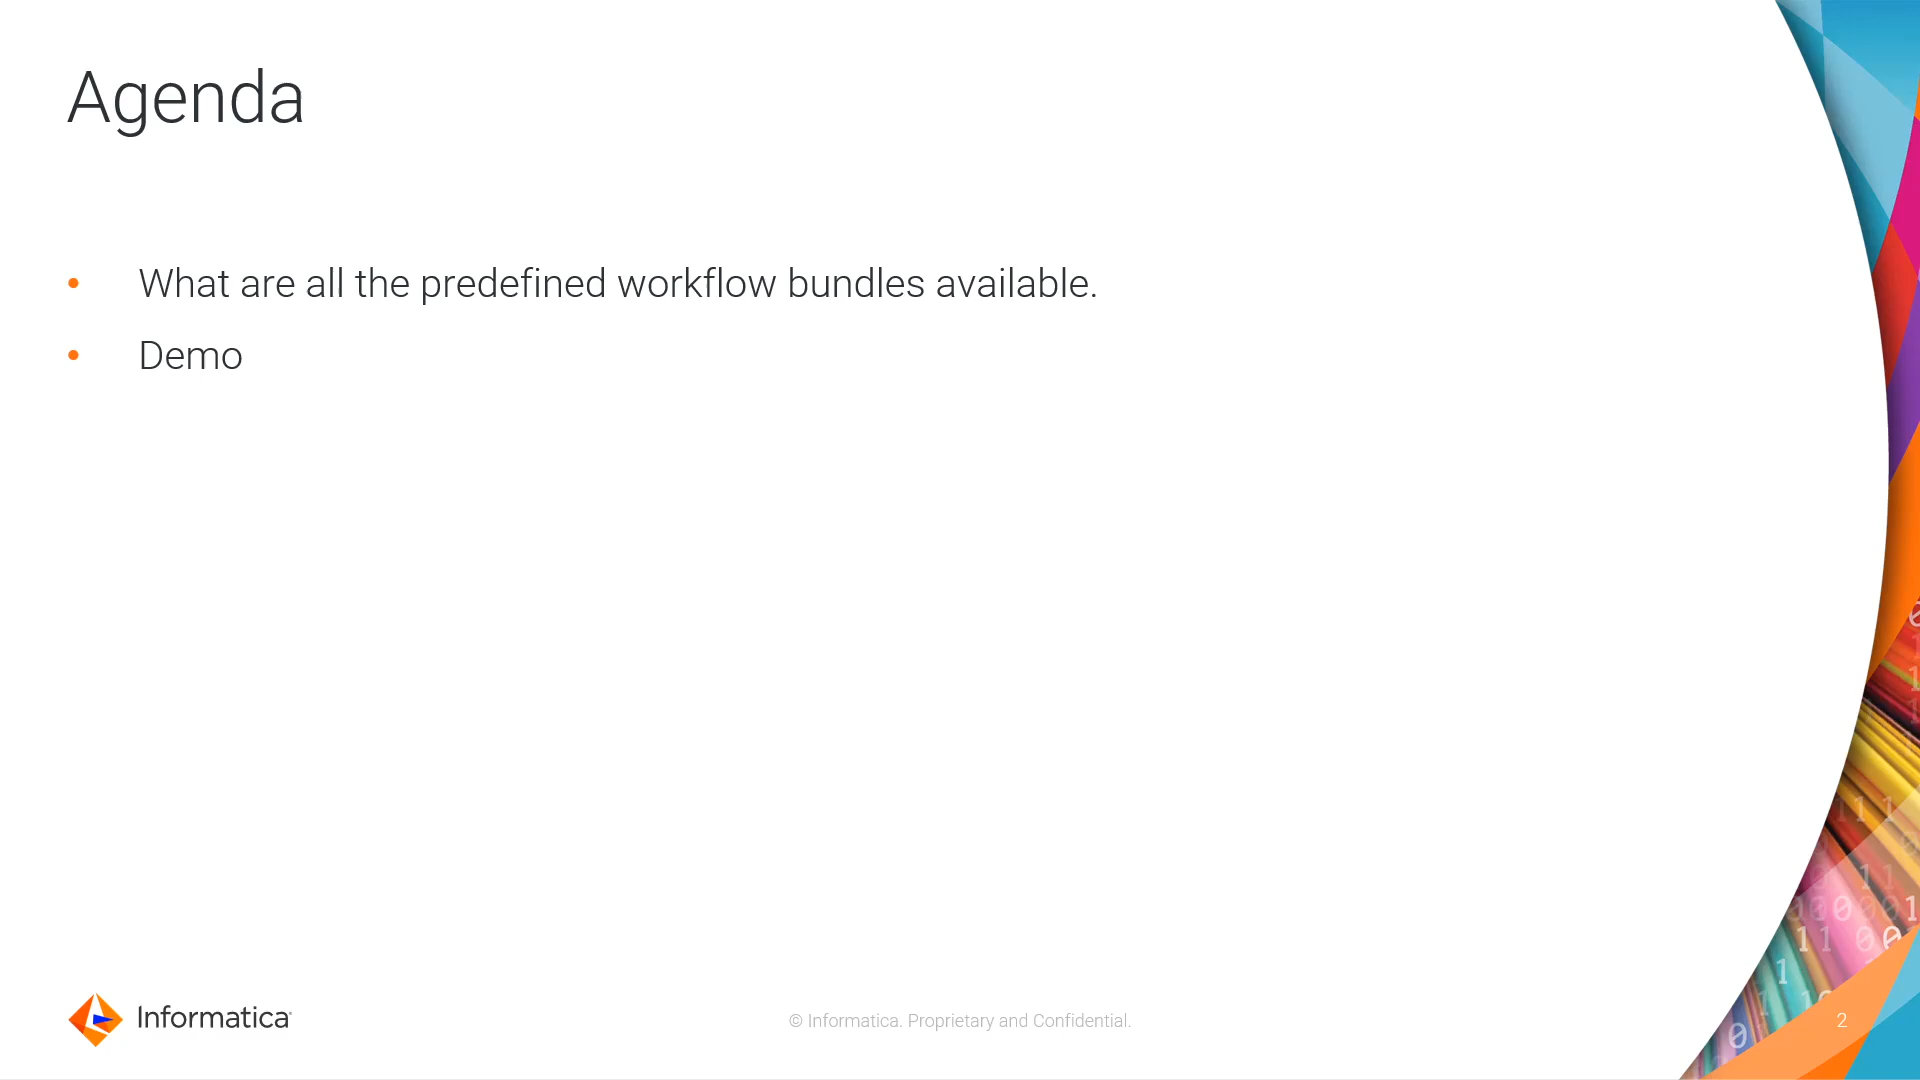 Agenda
• What are all the predefined workflow bundles available.
• Demo
Informatica
© Informatica. Proprietary and Confidential.
2